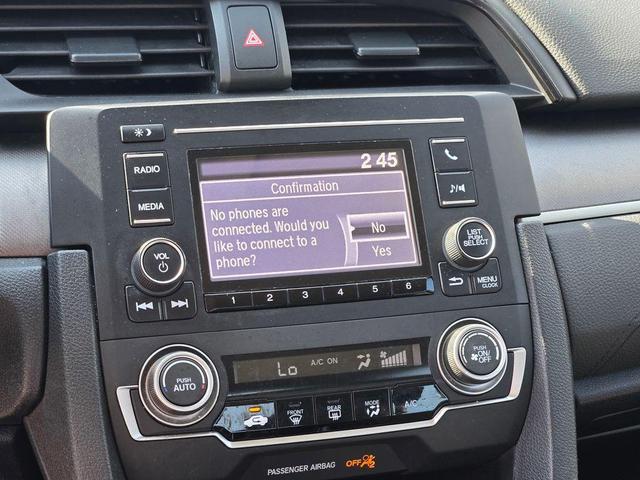 2 45
Confirmation
No phones are
connected. Would you
like to connect to a
phone?
No
Yes
RADIO
MEDIA
VOL
LIST
PUSH
SELECT
MENU
CLOCK
1 2 3 4 5 6
PUSH
AUTO
Lo
A/C ON
PUSH
ON/
OFF
FRONT
REAR
MODE
A/C
PASSENGER AIRBAG
OFF
2